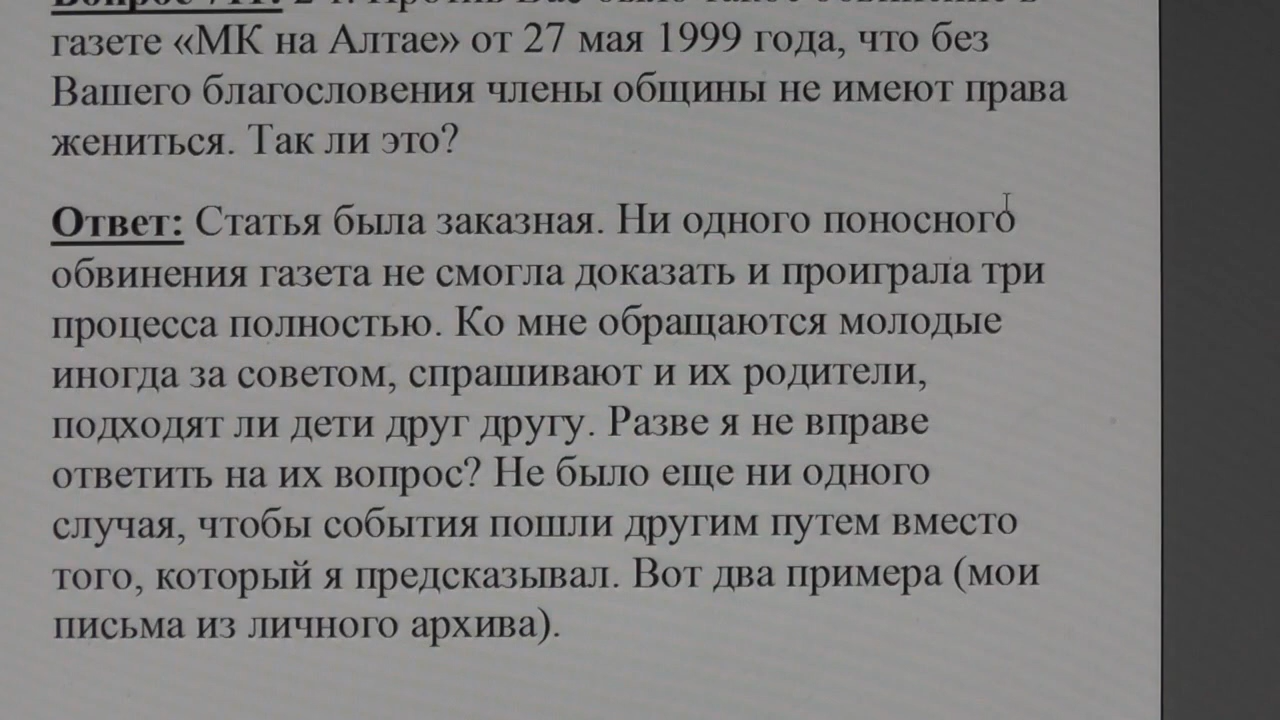 газете «МК на Алтае» от 27 мая 1999 года, что без
Вашего благословения члены общины не имеют права
жениться. Так ли это?
Ответ: Статья была заказная. Ни одного поносного
обвинения газета не смогла доказать и проиграла три
процесса полностью. Ко мне обращаются молодые
иногда за советом, спрашивают и их родители,
подходят ли дети друг другу. Разве я не вправе
ответить на их вопрос? Не было еще ни одного
случая, чтобы события пошли другим путем вместо
того, который я предсказывал. Вот два примера (мои
письма из личного архива).